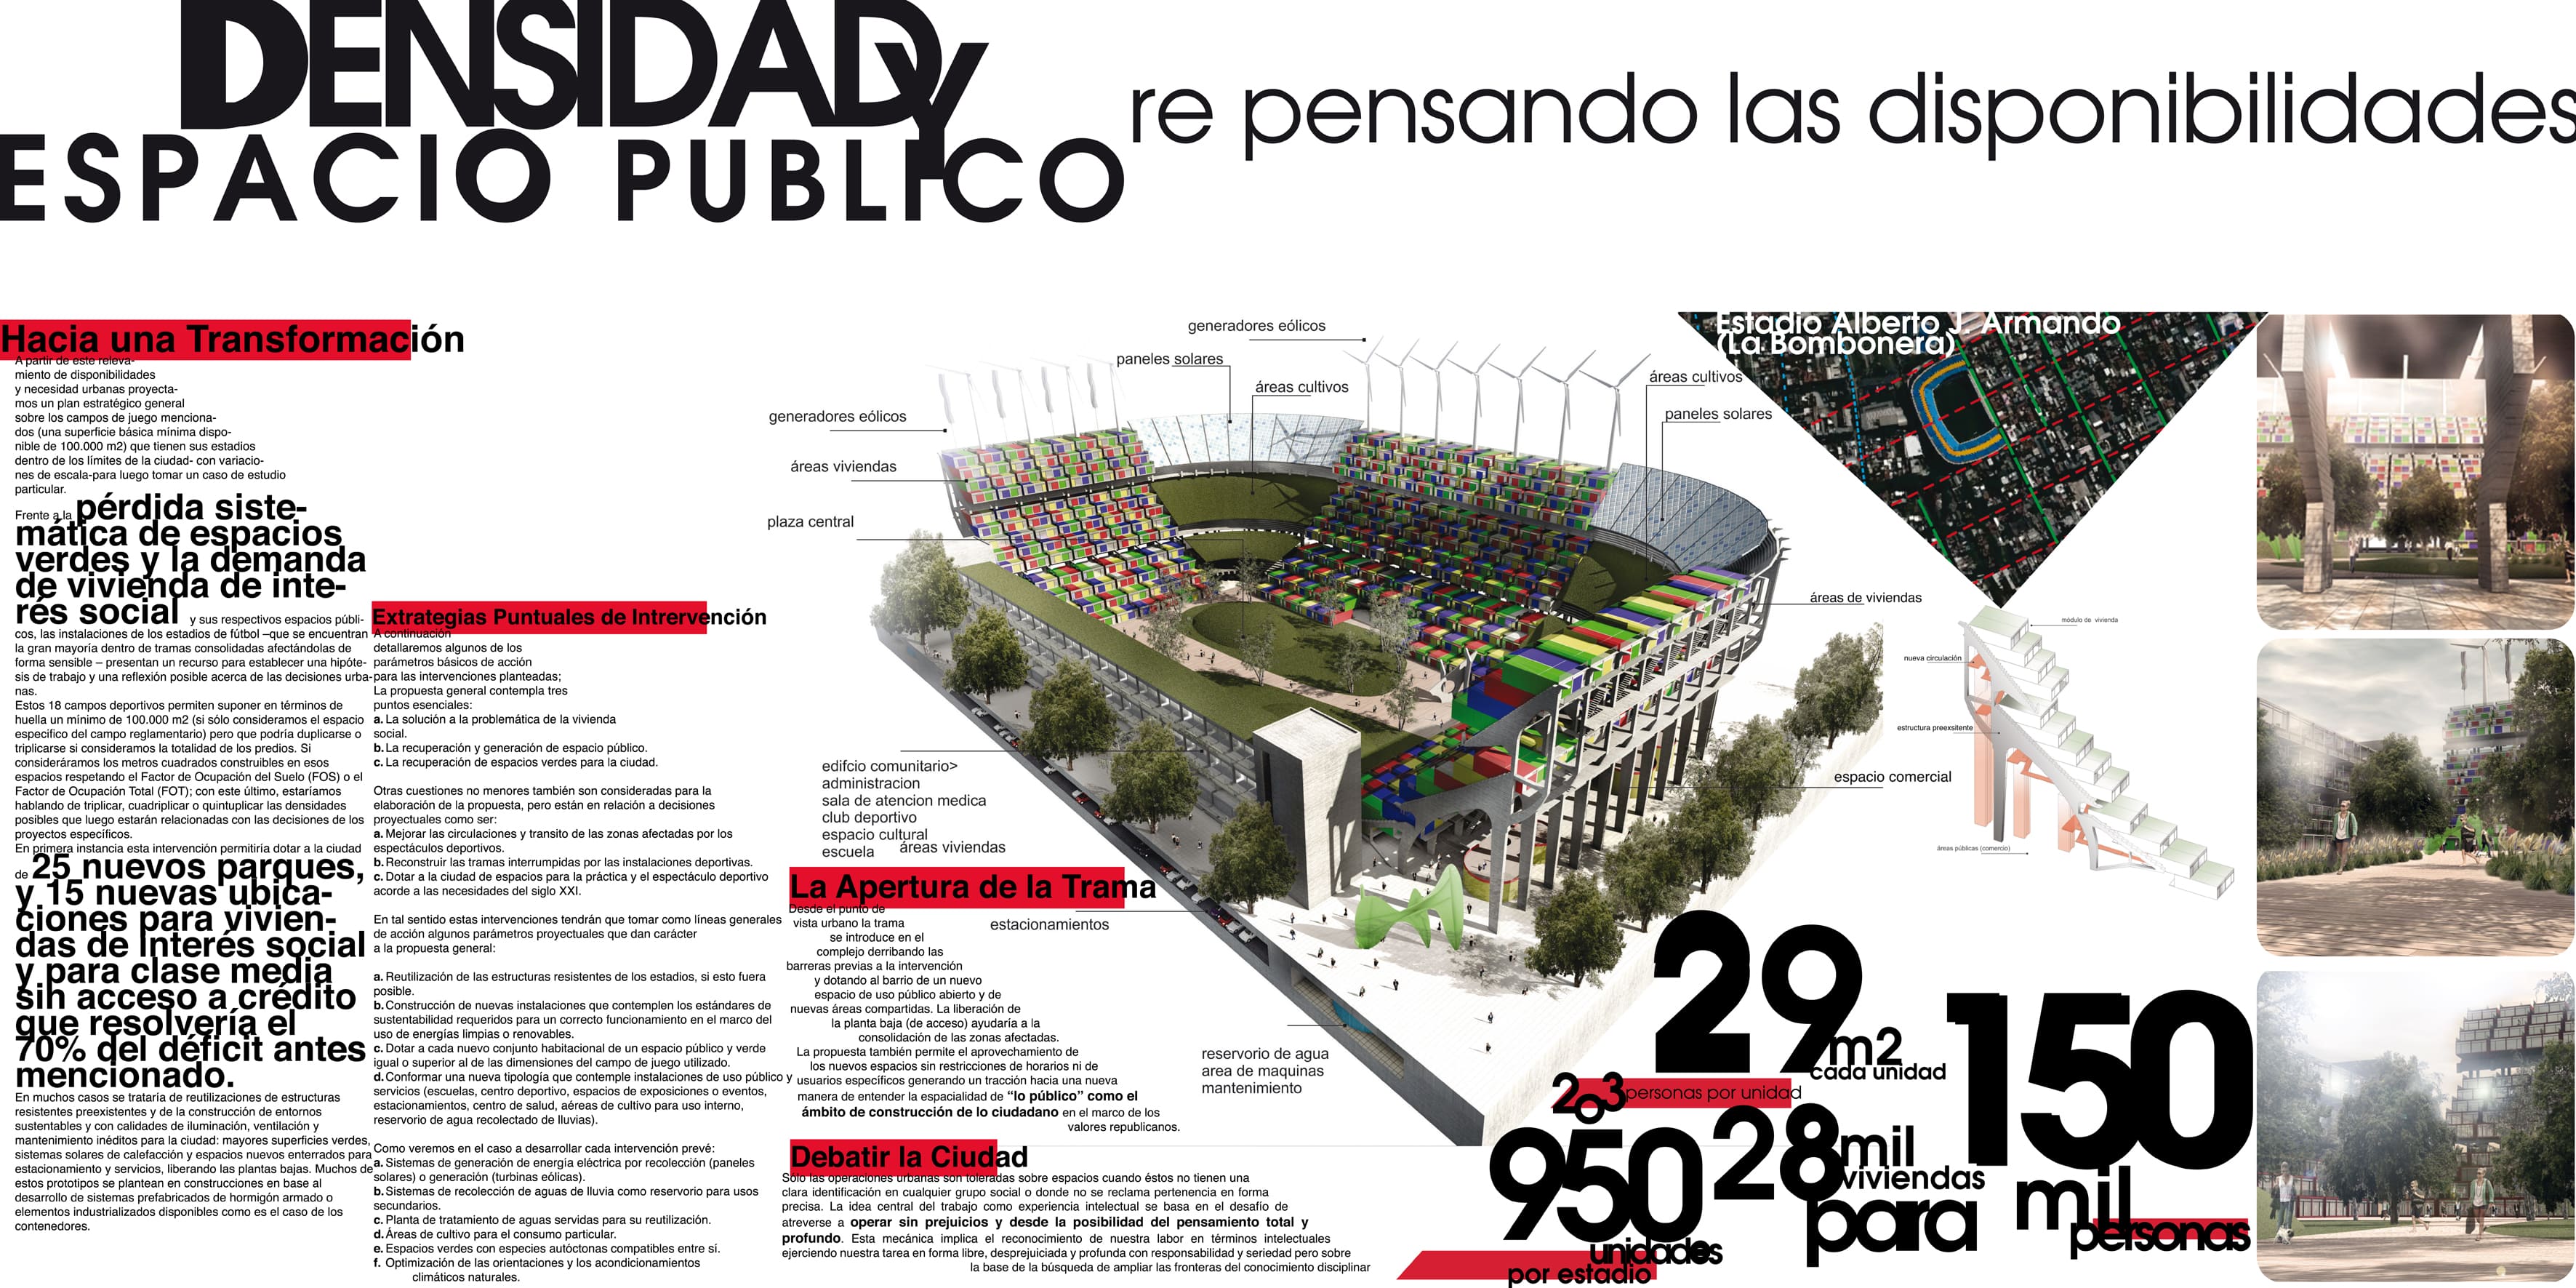 DENSIDAD y
ESPACIO PUBLICO
re pensando las disponibilidades
Hacia una Transformación
A partir de este releva-
miento de disponibilidades
y necesidad urbanas proyecta-
mos un plan estratégico general
sobre los campos de juego menciona-
dos (una superficie básica mínima dispo-
nible de 100.000 m2) que tienen sus estadios
dentro de los límites de la ciudad- con variacio-
nes de escala-para luego tomar un caso de estudio
particular.
Frente a la pérdida siste-
mática de espacios
verdes y la demanda
de vivienda de inte-
rés social y sus respectivos espacios públi-
cos, las instalaciones de los estadios de fútbol –que se encuentran
la gran mayoría dentro de tramas consolidadas afectándolas de
forma sensible – presentan un recurso para establecer una hipóte-
sis de trabajo y una reflexión posible acerca de las decisiones urba-
nas.
Estos 18 campos deportivos permiten suponer en términos de
huella un mínimo de 100.000 m2 (si sólo consideramos el espacio
especifico del campo reglamentario) pero que podría duplicarse o
triplicarse si consideramos la totalidad de los predios. Si
consideráramos los metros cuadrados construibles en esos
espacios respetando el Factor de Ocupación del Suelo (FOS) o el
Factor de Ocupación Total (FOT); con este último, estaríamos
hablando de triplicar, cuadriplicar o quintuplicar las densidades
posibles que luego estarán relacionadas con las decisiones de los
proyectos específicos.
En primera instancia esta intervención permitiría dotar a la ciudad
de 25 nuevos parques,
y 15 nuevas ubica-
ciones para vivien-
das de Interés social
y para clase media
sin acceso a crédito
que resolvería el
70% del déficit antes
mencionado.
En muchos casos se trataría de reutilizaciones de estructuras
resistentes preexistentes y de la construcción de entornos
sustentables y con calidades de iluminación, ventilación y
mantenimiento inéditos para la ciudad: mayores superficies verdes,
sistemas solares de calefacción y espacios nuevos enterrados para
estacionamiento y servicios, liberando las plantas bajas. Muchos de
estos prototipos se plantean en construcciones en base al
desarrollo de sistemas prefabricados de hormigón armado o
elementos industrializados disponibles como es el caso de los
contenedores.
Extrategias Puntuales de Intrervención
A continuación
detallaremos algunos de los
parámetros básicos de acción
para las intervenciones planteadas;
La propuesta general contempla tres
puntos esenciales:
a. La solución a la problemática de la vivienda
social.
b. La recuperación y generación de espacio público.
c. La recuperación de espacios verdes para la ciudad.
Otras cuestiones no menores también son consideradas para la
elaboración de la propuesta, pero están en relación a decisiones
proyectuales como ser:
a. Mejorar las circulaciones y transito de las zonas afectadas por los
espectáculos deportivos.
b. Reconstruir las tramas interrumpidas por las instalaciones deportivas.
c. Dotar a la ciudad de espacios para la práctica y el espectáculo deportivo
acorde a las necesidades del siglo XXI.
En tal sentido estas intervenciones tendrán que tomar como líneas generales
de acción algunos parámetros proyectuales que dan carácter
a la propuesta general:
a. Reutilización de las estructuras resistentes de los estadios, si esto fuera
posible.
b. Construcción de nuevas instalaciones que contemplen los estándares de
sustentabilidad requeridos para un correcto funcionamiento en el marco del
uso de energías limpias o renovables.
c. Dotar a cada nuevo conjunto habitacional de un espacio público y verde
igual o superior al de las dimensiones del campo de juego utilizado.
d. Conformar una nueva tipología que contemple instalaciones de uso público y
servicios (escuelas, centro deportivo, espacios de exposiciones o eventos,
estacionamientos, centro de salud, aéreas de cultivo para uso interno,
reservorio de agua recolectado de lluvias).
Como veremos en el caso a desarrollar cada intervención prevé:
a. Sistemas de generación de energía eléctrica por recolección (paneles
solares) o generación (turbinas eólicas).
b. Sistemas de recolección de aguas de lluvia como reservorio para usos
secundarios.
c. Planta de tratamiento de aguas servidas para su reutilización.
d. Áreas de cultivo para el consumo particular.
e. Espacios verdes con especies autóctonas compatibles entre sí.
f. Optimización de las orientaciones y los acondicionamientos
climáticos naturales.
generadores eólicos
paneles solares
áreas cultivos
generadores eólicos
áreas viviendas
plaza central
áreas cultivos
paneles solares
áreas de viviendas
espacio comercial
edifcio comunitario>
administracion
sala de atencion medica
club deportivo
espacio cultural
escuela
áreas viviendas
estacionamientos
reservorio de agua
area de maquinas
mantenimiento
La Apertura de la Trama
Desde el punto de
vista urbano la trama
se introduce en el
complejo derribando las
barreras previas a la intervención
y dotando al barrio de un nuevo
espacio de uso público abierto y de
nuevas áreas compartidas. La liberación de
la planta baja (de acceso) ayudaría a la
consolidación de las zonas afectadas.
La propuesta también permite el aprovechamiento de
los nuevos espacios sin restricciones de horarios ni de
usuarios específicos generando un tracción hacia una nueva
manera de entender la espacialidad de “lo público” como el
ámbito de construcción de lo ciudadano en el marco de los
valores republicanos.
Debatir la Ciudad
Sólo las operaciones urbanas son toleradas sobre espacios cuando éstos no tienen una
clara identificación en cualquier grupo social o donde no se reclama pertenencia en forma
precisa. La idea central del trabajo como experiencia intelectual se basa en el desafío de
atreverse a operar sin prejuicios y desde la posibilidad del pensamiento total y
profundo. Esta mecánica implica el reconocimiento de nuestra labor en términos intelectuales
ejerciendo nuestra tarea en forma libre, desprejuiciada y profunda con responsabilidad y seriedad pero sobre
la base de la búsqueda de ampliar las fronteras del conocimiento disciplinar
Estadio Alberto J. Armando
(La Bombonera)
módulo de vivienda
nueva circulación
estructura preexsitente
áreas públicas (comercio)
29 m2
cada unidad
2 o 3 personas por unidad
950
unidades
por estadio
28 mil
viviendas
para
150
mil
personas